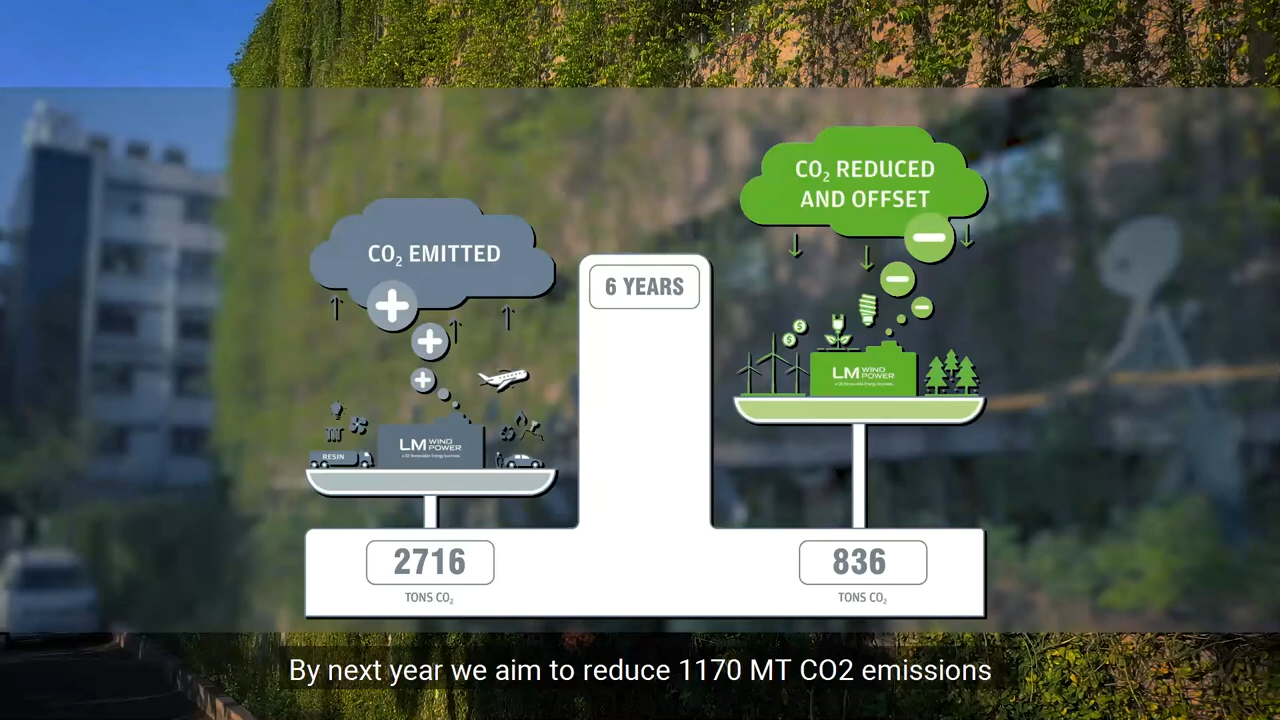 CO₂ REDUCED
AND OFFSET
CO₂ EMITTED
6 YEARS
LM WIND
POWER
LM WIND
POWER
RESIN
2716
TONS CO₂
836
TONS CO₂
By next year we aim to reduce 1170 MT CO2 emissions